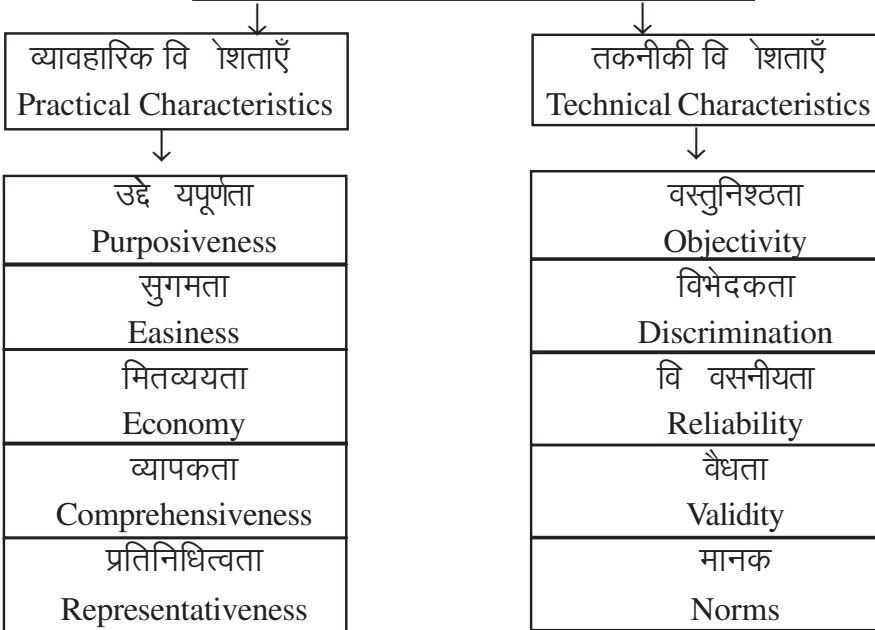 व्यावहारिक वि ोशताएँ
Practical Characteristics
उद्दे यपूर्णता
Purposiveness
सुगमता
Easiness
मितव्ययता
Economy
व्यापकता
Comprehensiveness
प्रतिनिधित्वता
Representativeness
तकनीकी वि ोशताएँ
Technical Characteristics
वस्तुनिश्ठता
Objectivity
विभेदकता
Discrimination
वि वसनीयता
Reliability
वैधता
Validity
मानक
Norms